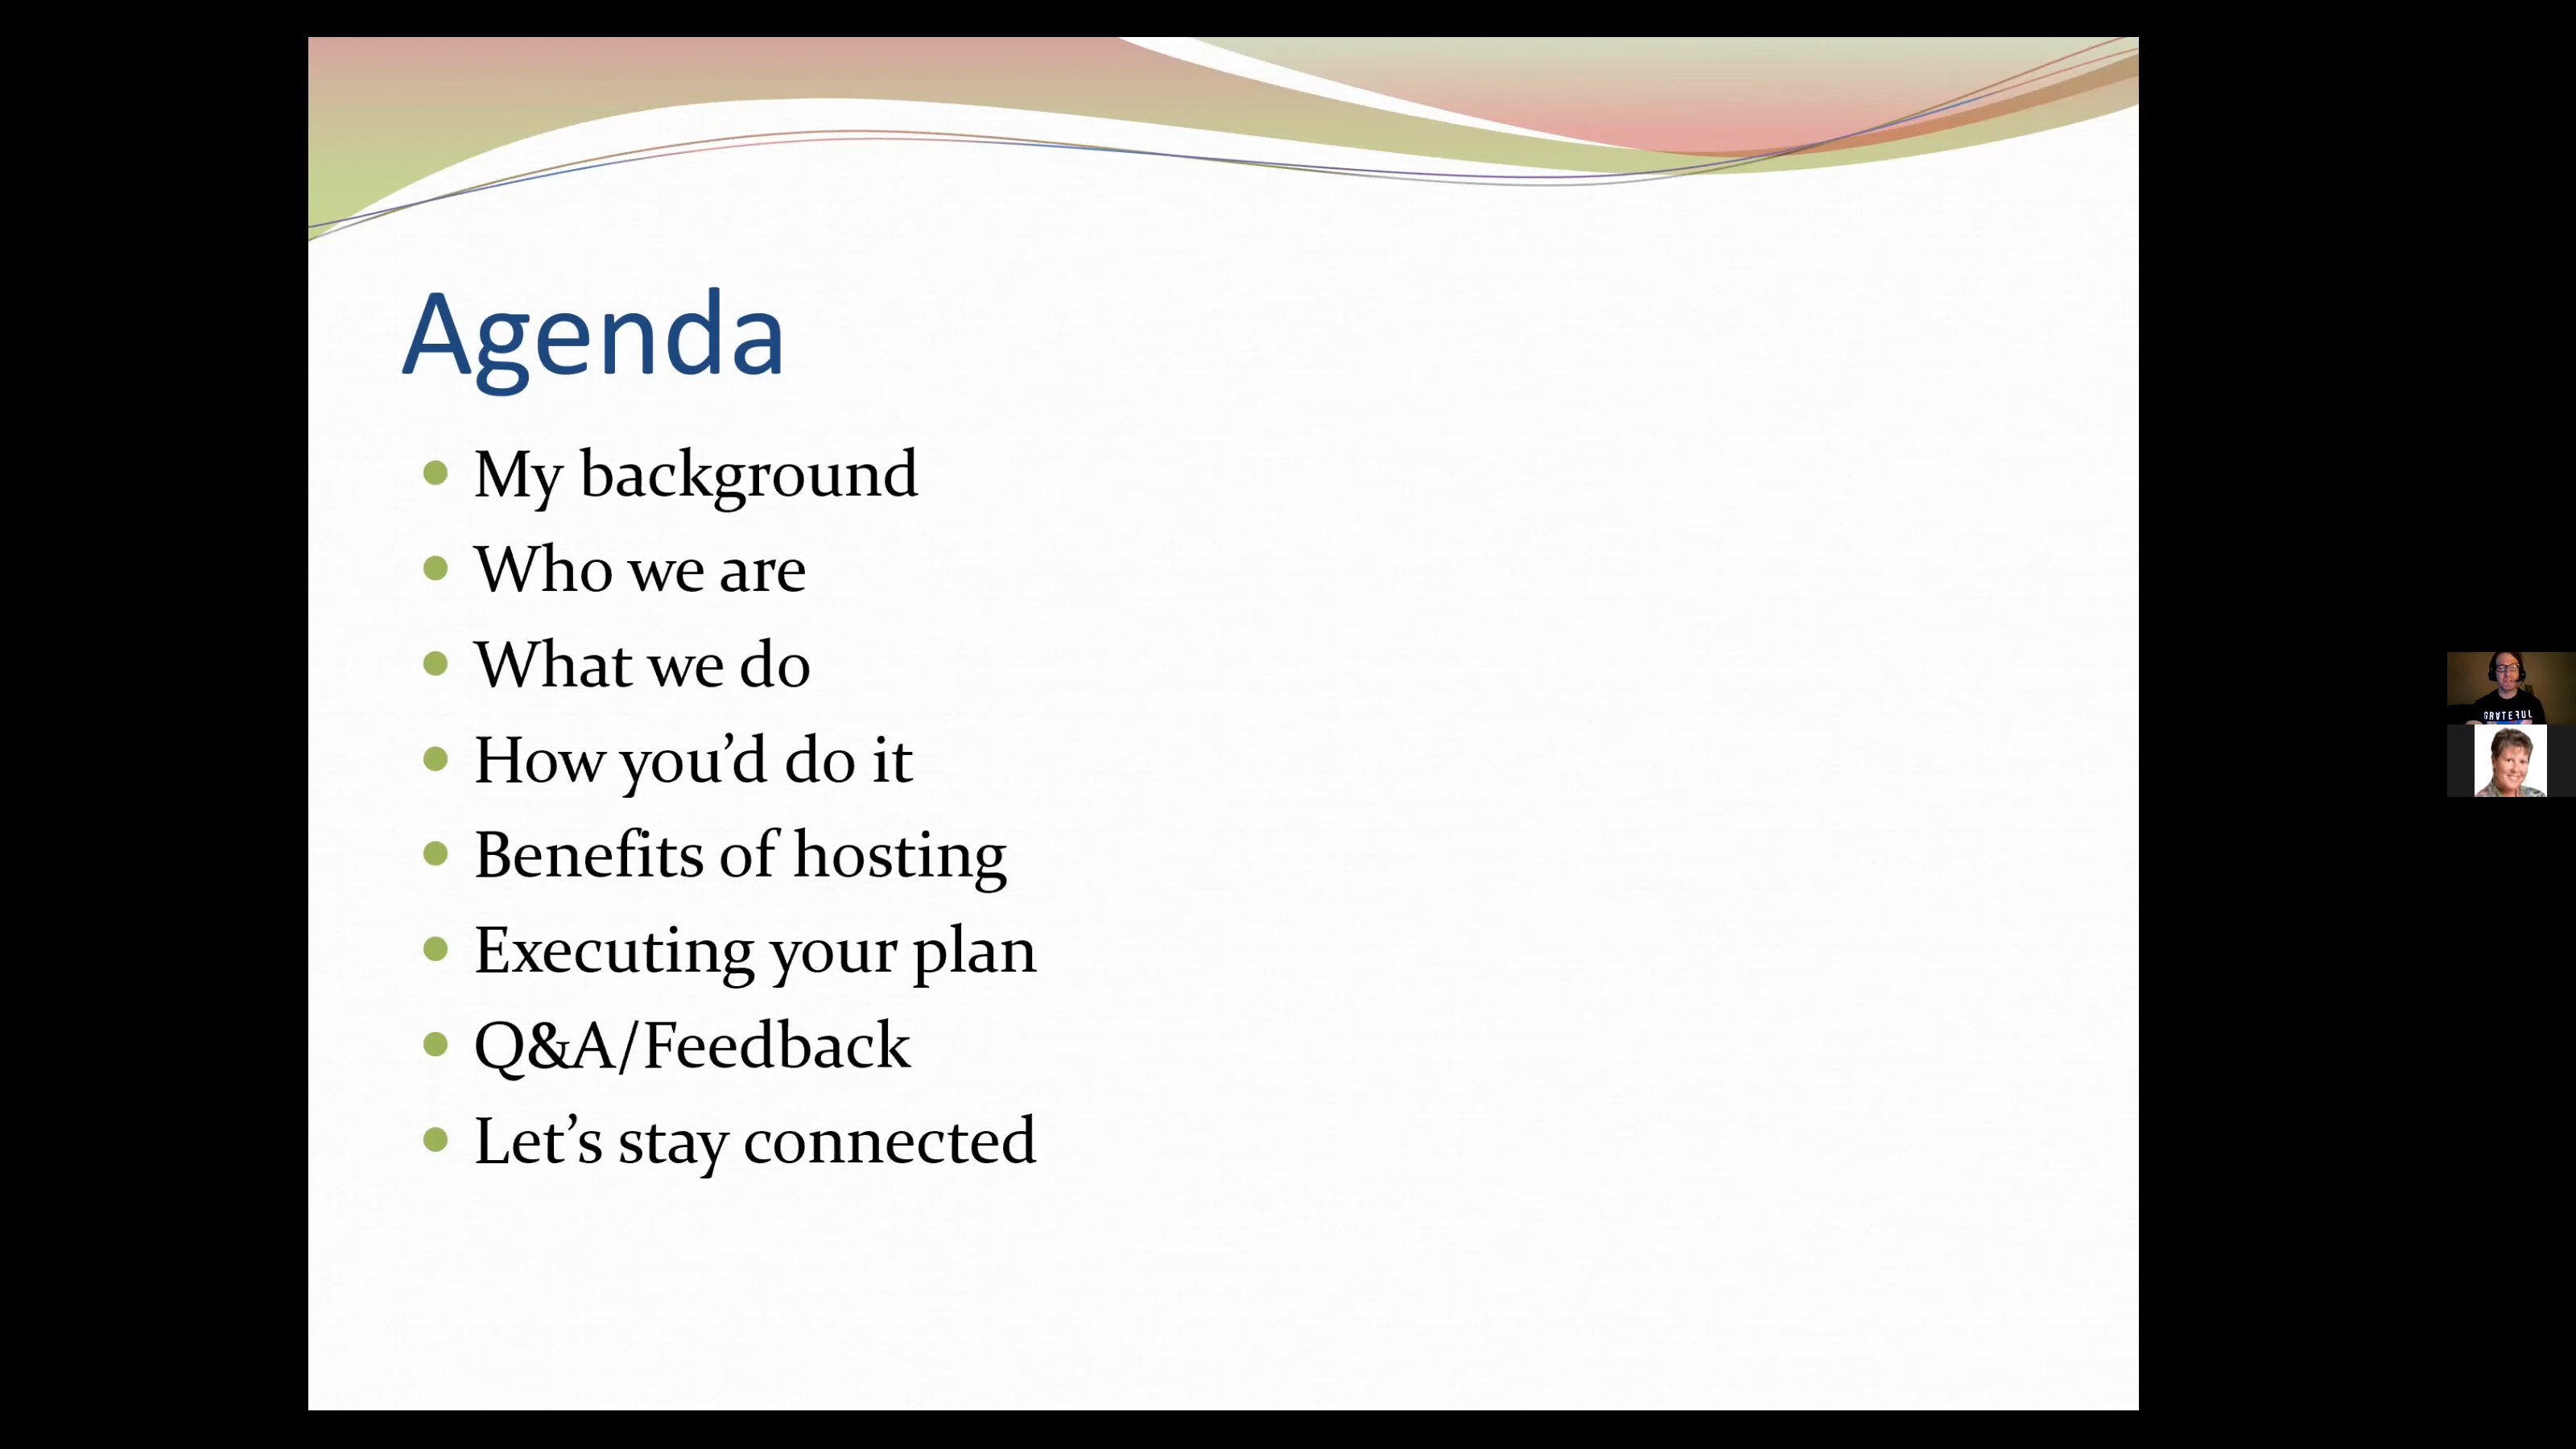 Agenda
My background
Who we are
What we do
How you’d do it
Benefits of hosting
Executing your plan
Q&A/Feedback
Let’s stay connected
GRATEFUL